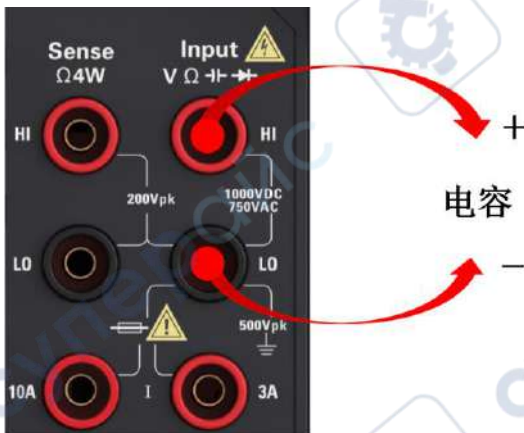 Sense
Ω4W
Input
V Ω
HI
HI
+
200Vpk
1000VDC
750VAC
电容
LO
LO
−
500Vpk
10A
I
3A